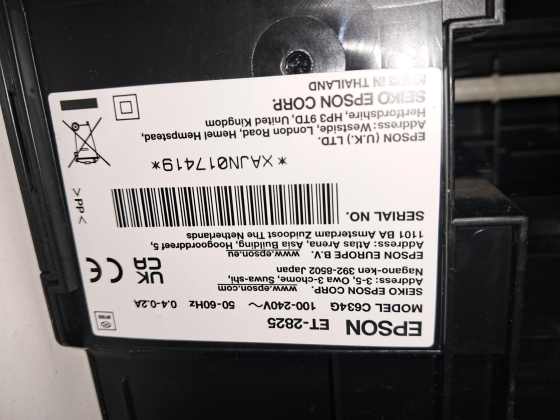 EPSON ET-2825
MODEL C634G 100-240V~ 50-60Hz 0.4-0.2A
SEIKO EPSON CORP. www.epson.com
Address: 3-5, Owa 3-chome, Suwa-shi,
Nagano-ken 392-8502 Japan
EPSON EUROPE B.V. www.epson.eu
Address: Atlas Arena, Asia Building, Hoogoorddreef 5,
1101 BA Amsterdam Zuidoost The Netherlands
UK
CA
CE
SERIAL NO.
*XAJN017419*
>PP<
EPSON (U.K.) LTD.
Address: Westside, London Road, Hemel Hempstead,
Hertfordshire, HP3 9TD, United Kingdom
SEIKO EPSON CORP.
MADE IN THAILAND